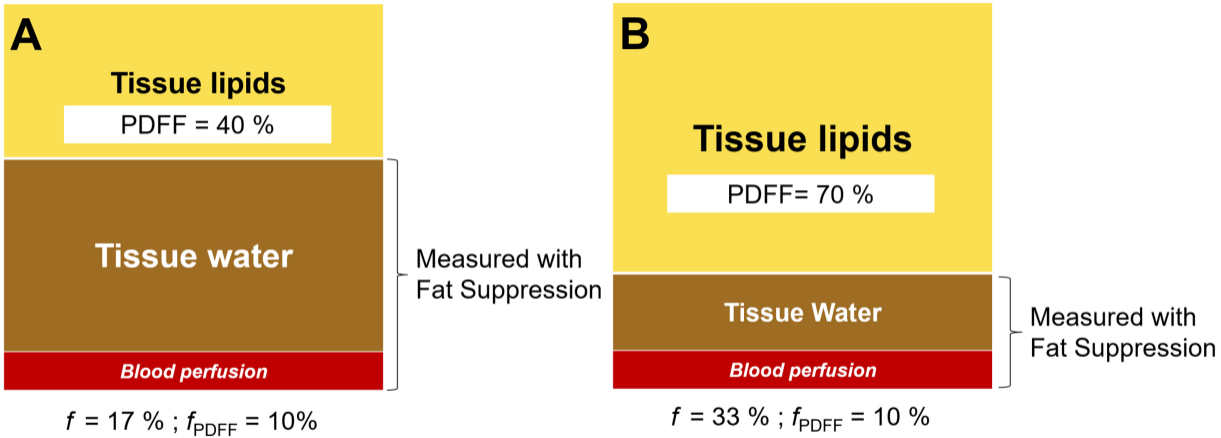 A
Tissue lipids
PDFF = 40 %
Tissue water
Blood perfusion
Measured with
Fat Suppression
f = 17 % ; fPDFF = 10%
B
Tissue lipids
PDFF= 70 %
Tissue Water
Blood perfusion
Measured with
Fat Suppression
f = 33 % ; fPDFF = 10 %